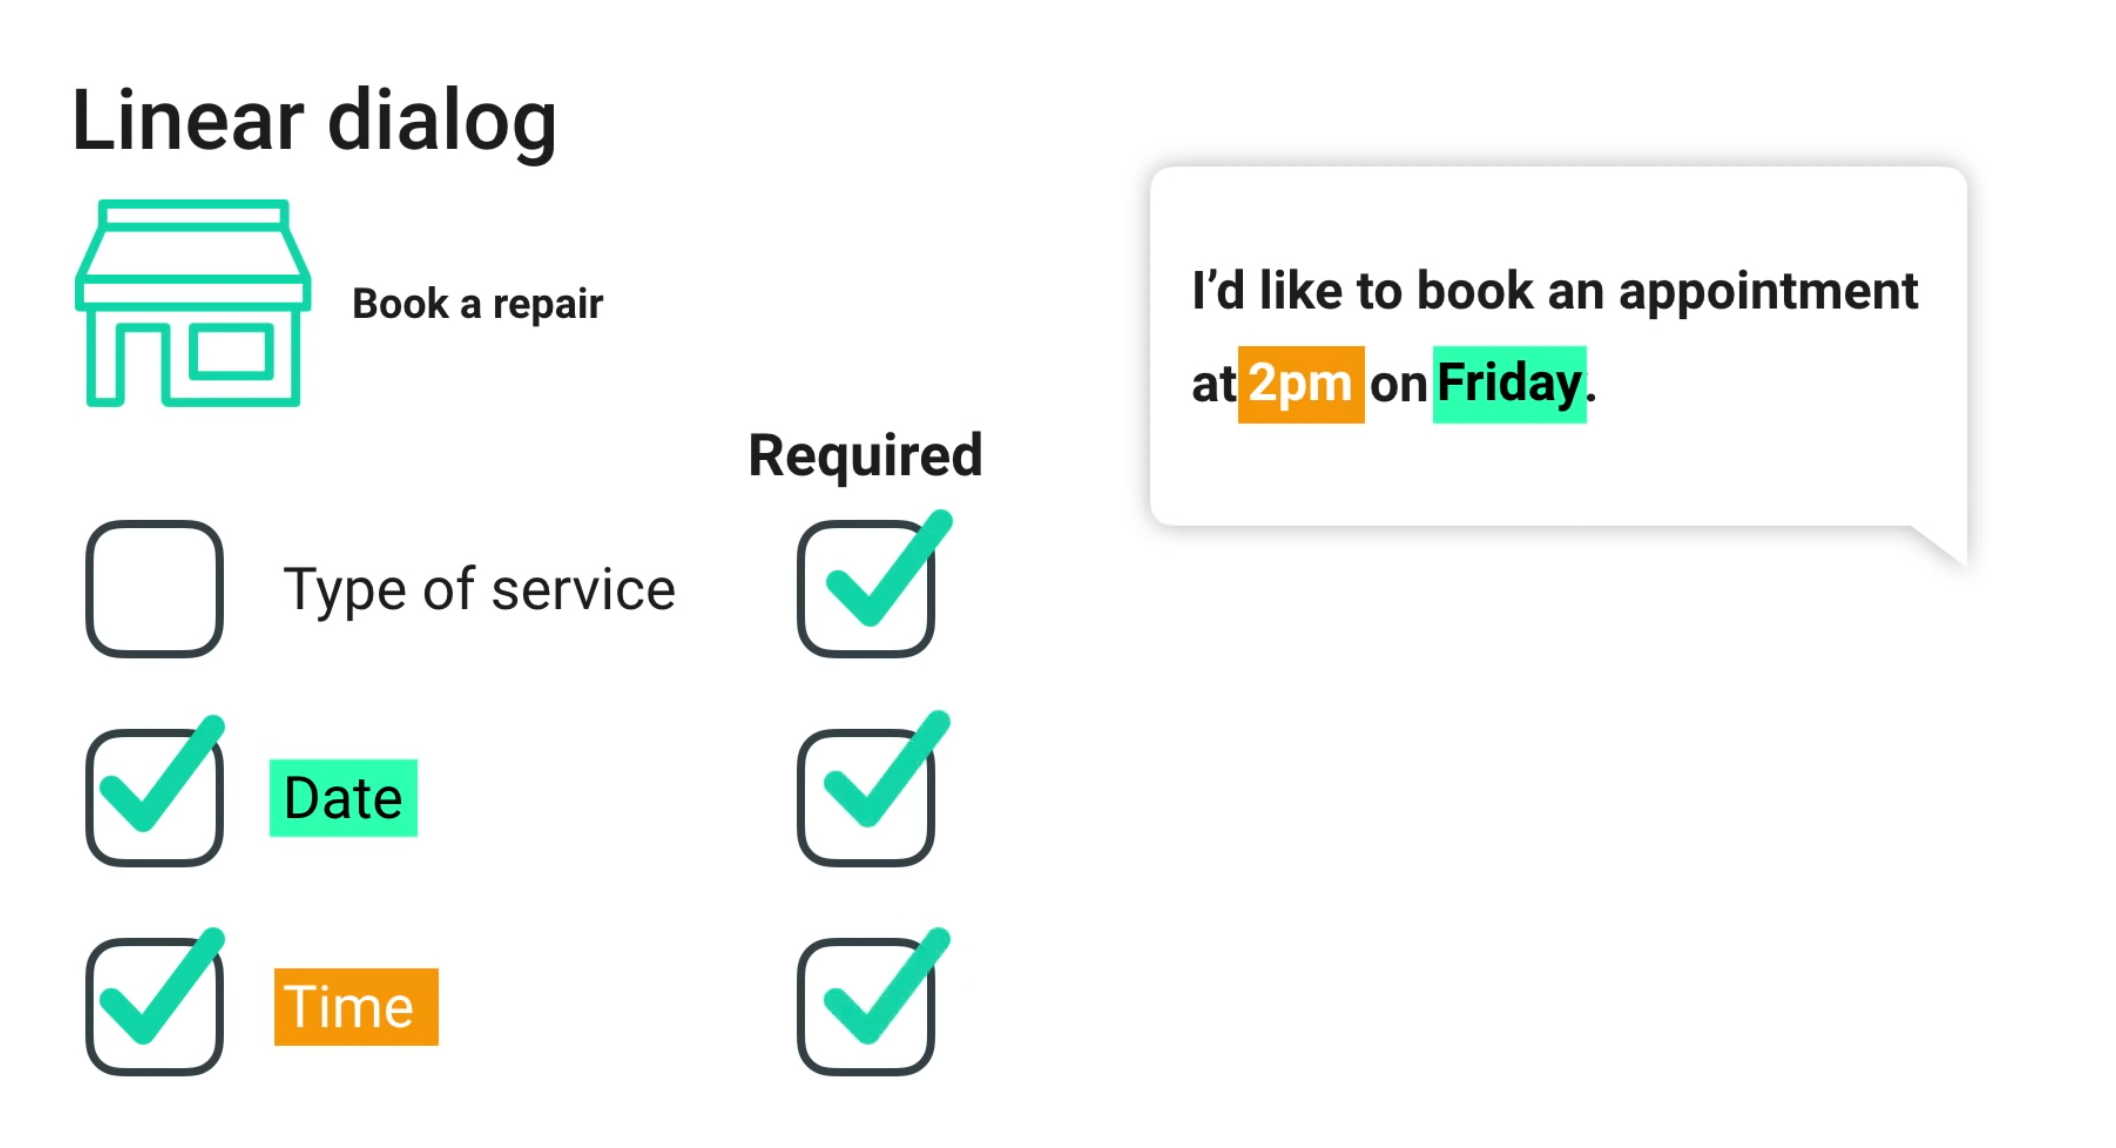 Linear dialog
Book a repair
Required
Type of service
Date
Time
I’d like to book an appointment
at 2pm on Friday.